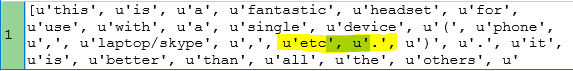 [u'this', u'is', u'a', u'fantastic', u'headset', u'for',
u'use', u'with', u'a', u'single', u'device', u'(', u'phone',
1
u',', u'laptop/skype', u',', u'etc', u'.', u')', u'.', u'it',
u'is', u'better', u'than', u'all', u'the', u'others', u'